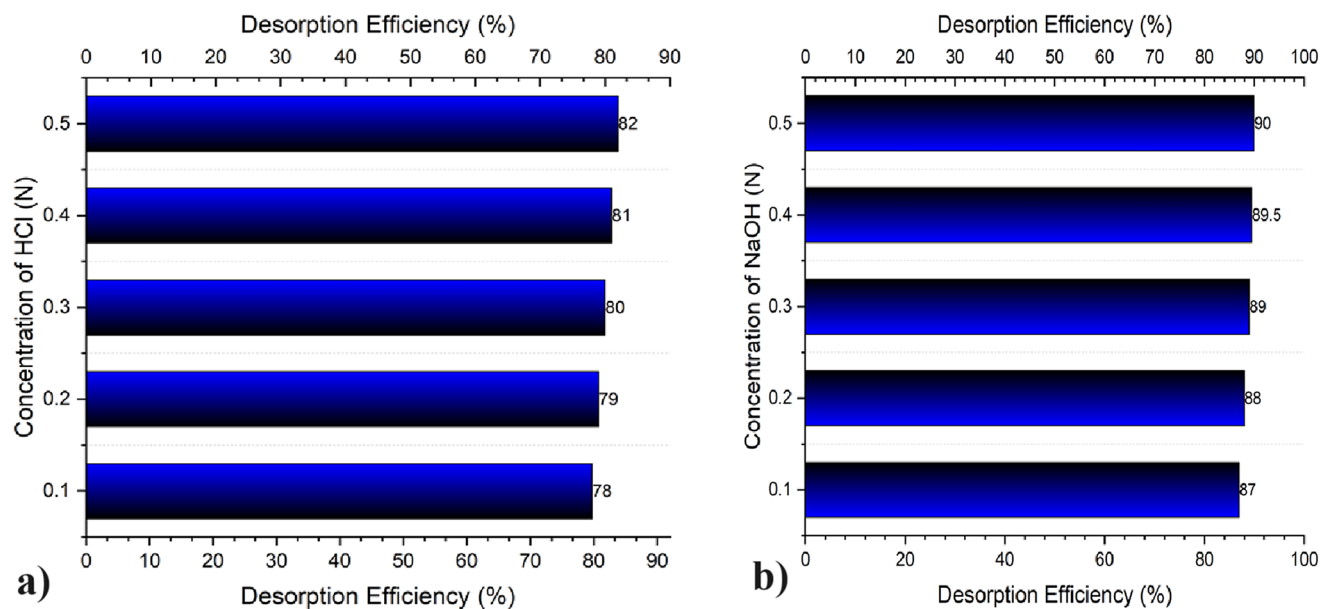 Desorption Efficiency (%)
0 10 20 30 40 50 60 70 80 90
Concentration of HCl (N)
0.5 82
0.4 81
0.3 80
0.2 79
0.1 78
0 10 20 30 40 50 60 70 80 90
Desorption Efficiency (%)
a)
Desorption Efficiency (%)
0 10 20 30 40 50 60 70 80 90 100
Concentration of NaOH (N)
0.5 90
0.4 89.5
0.3 89
0.2 88
0.1 87
0 20 40 60 80 100
Desorption Efficiency (%)
b)